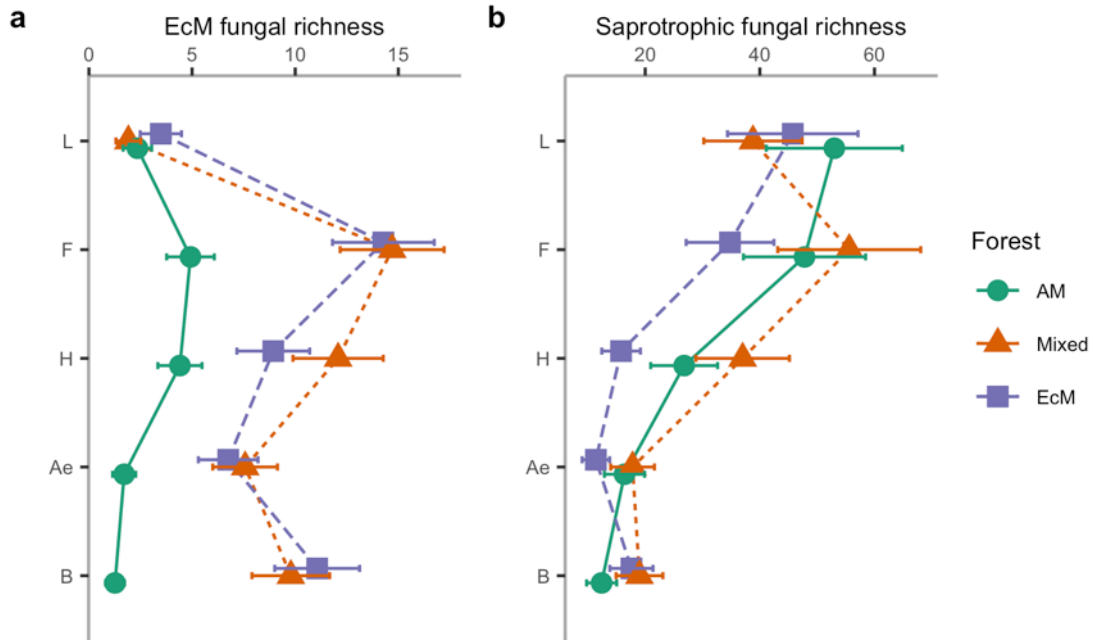 a
EcM fungal richness
0 5 10 15
L
F
H
Ae
B
b
Saprotrophic fungal richness
20 40 60
L
F
H
Ae
B
Forest
AM
Mixed
EcM